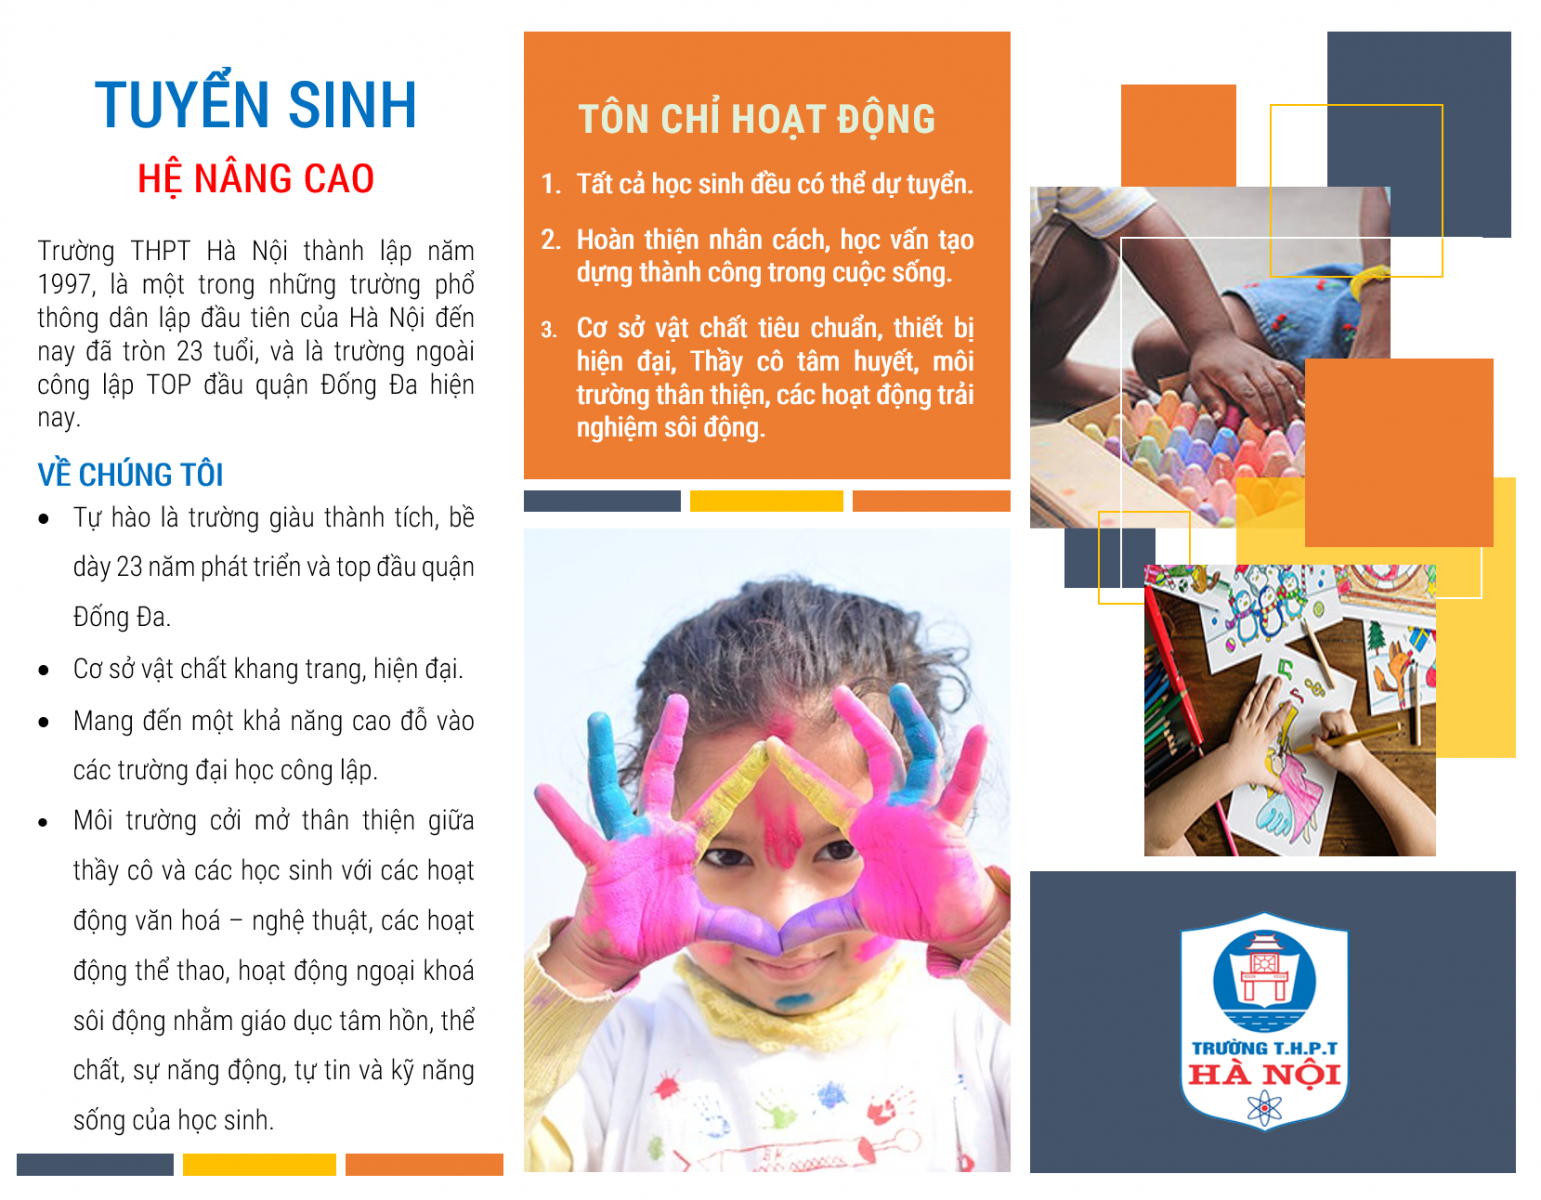 TUYỂN SINH
HỆ NÂNG CAO
Trường THPT Hà Nội thành lập năm
1997, là một trong những trường phổ
thông dân lập đầu tiên của Hà Nội đến
nay đã tròn 23 tuổi, và là trường ngoài
công lập TOP đầu quận Đống Đa hiện
nay.
VỀ CHÚNG TÔI
• Tự hào là trường giàu thành tích, bề
dày 23 năm phát triển và top đầu quận
Đống Đa.
• Cơ sở vật chất khang trang, hiện đại.
• Mang đến một khả năng cao đỗ vào
các trường đại học công lập.
• Môi trường cởi mở thân thiện giữa
thầy cô và các học sinh với các hoạt
động văn hoá – nghệ thuật, các hoạt
động thể thao, hoạt động ngoại khoá
sôi động nhằm giáo dục tâm hồn, thể
chất, sự năng động, tự tin và kỹ năng
sống của học sinh.
TÔN CHỈ HOẠT ĐỘNG
1. Tất cả học sinh đều có thể dự tuyển.
2. Hoàn thiện nhân cách, học vấn tạo
dựng thành công trong cuộc sống.
3. Cơ sở vật chất tiêu chuẩn, thiết bị
hiện đại, Thầy cô tâm huyết, môi
trường thân thiện, các hoạt động trải
nghiệm sôi động.
TRƯỜNG T.H.P.T
HÀ NỘI